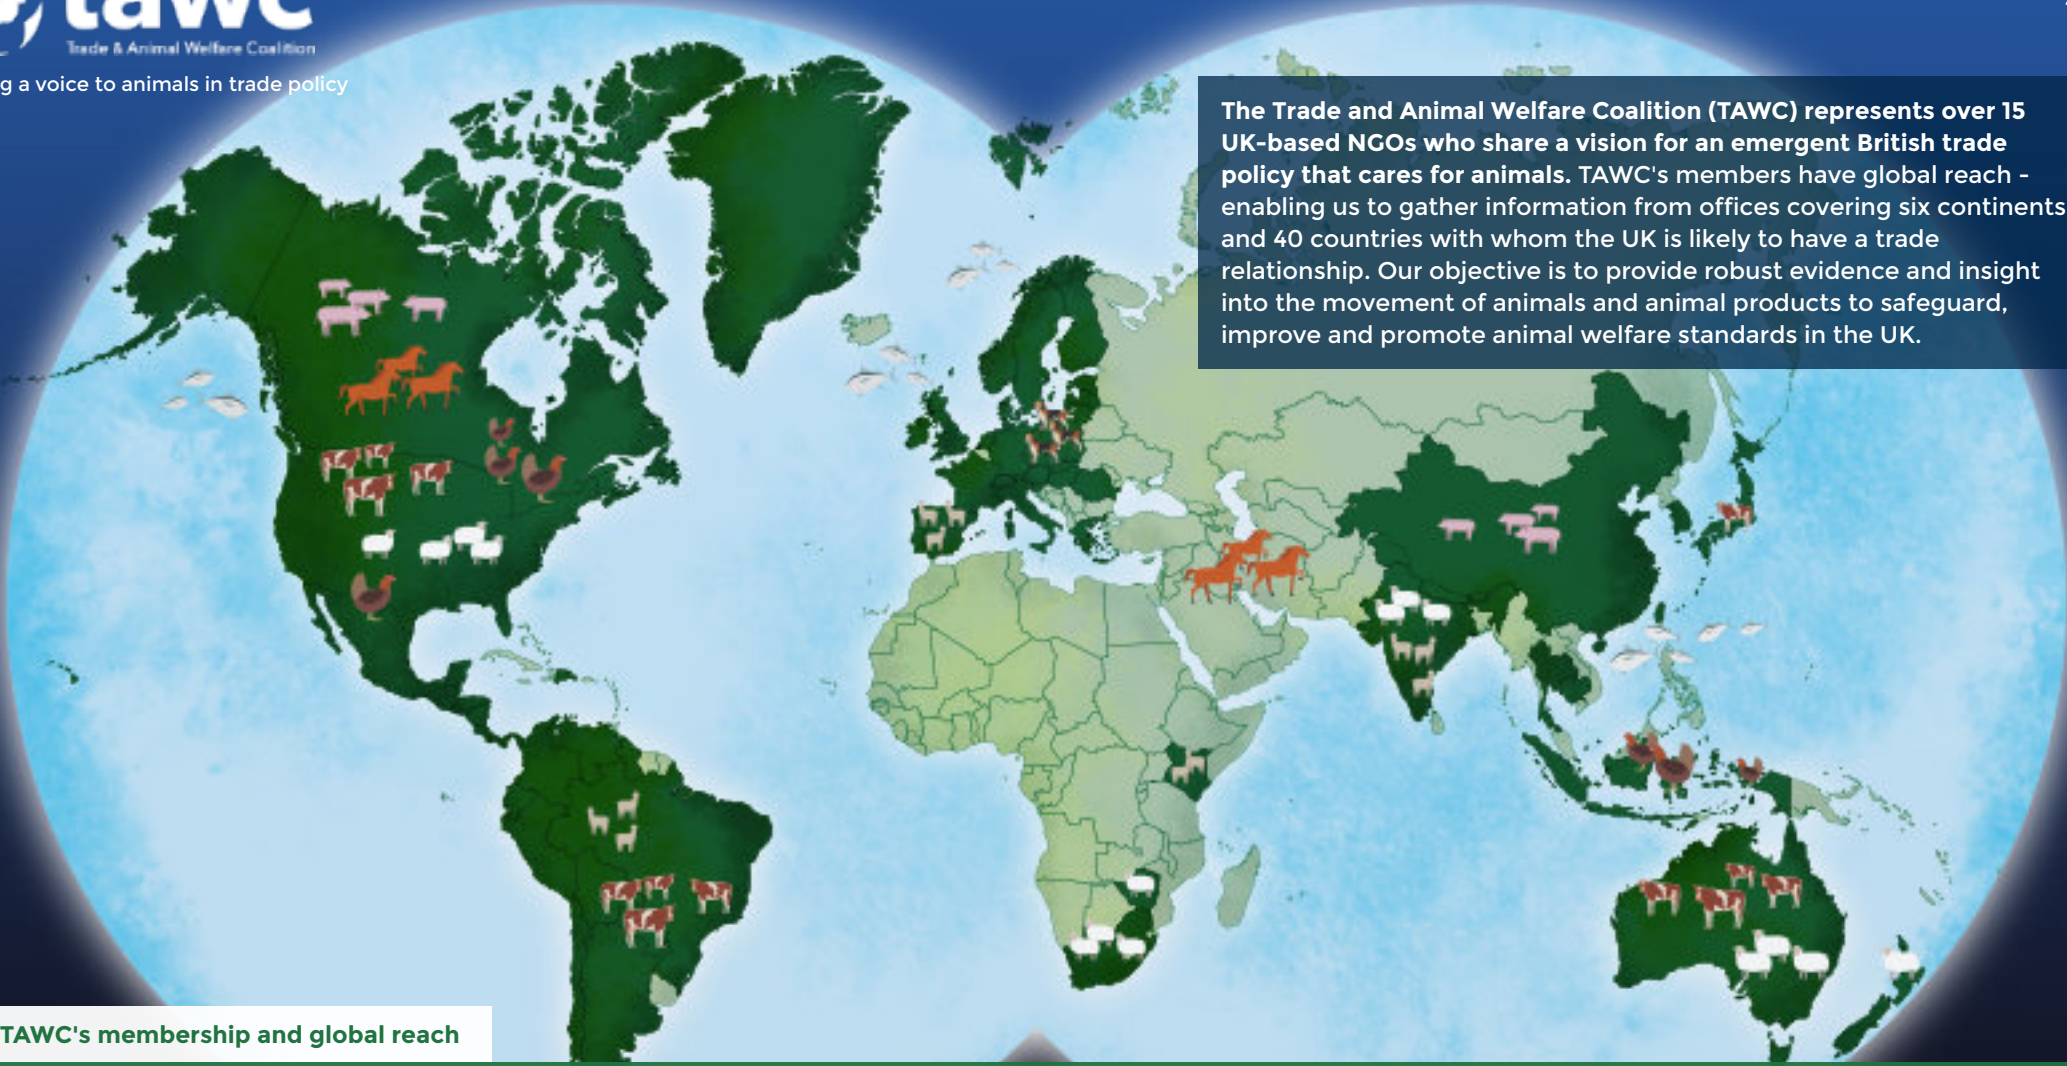 tawc
Trade & Animal Welfare Coalition
g a voice to animals in trade policy
The Trade and Animal Welfare Coalition (TAWC) represents over 15
UK-based NGOs who share a vision for an emergent British trade
policy that cares for animals. TAWC's members have global reach -
enabling us to gather information from offices covering six continents
and 40 countries with whom the UK is likely to have a trade
relationship. Our objective is to provide robust evidence and insight
into the movement of animals and animal products to safeguard,
improve and promote animal welfare standards in the UK.
TAWC's membership and global reach